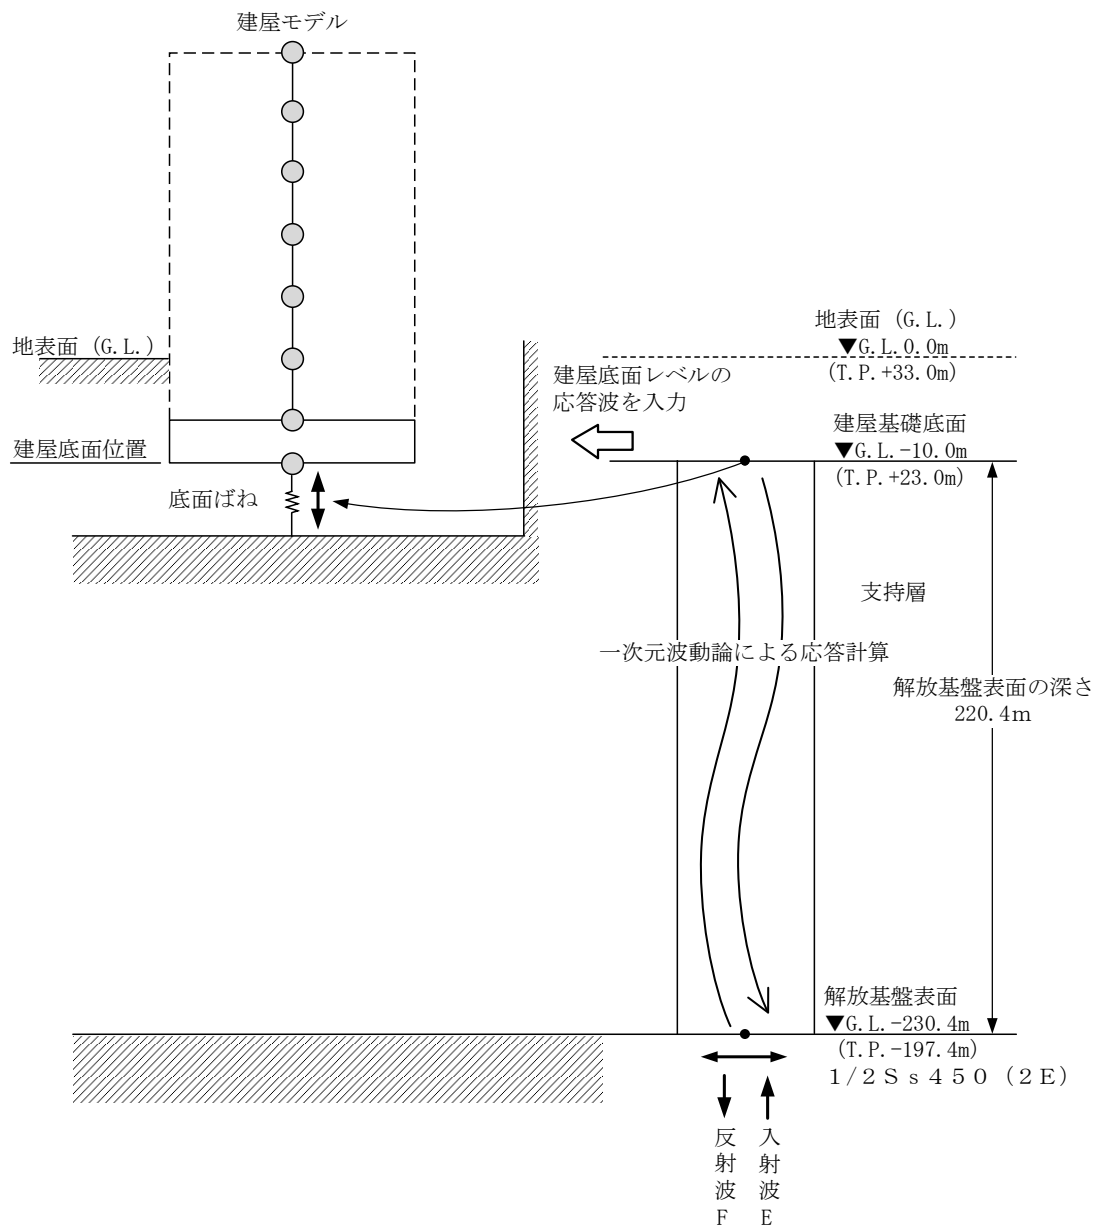 建屋モデル
地表面（G.L.）
建屋底面位置
底面ばね
建屋底面レベルの
応答波を入力
地表面（G.L.）
▼G.L.0.0m
(T.P.+33.0m)
建屋基礎底面
▼G.L.-10.0m
(T.P.+23.0m)
支持層
一次元波動論による応答計算
解放基盤表面の深さ
220.4m
解放基盤表面
▼G.L.-230.4m
(T.P.-197.4m)
１/２Ｓｓ４５０（２Ｅ）
反射波F
入射波E